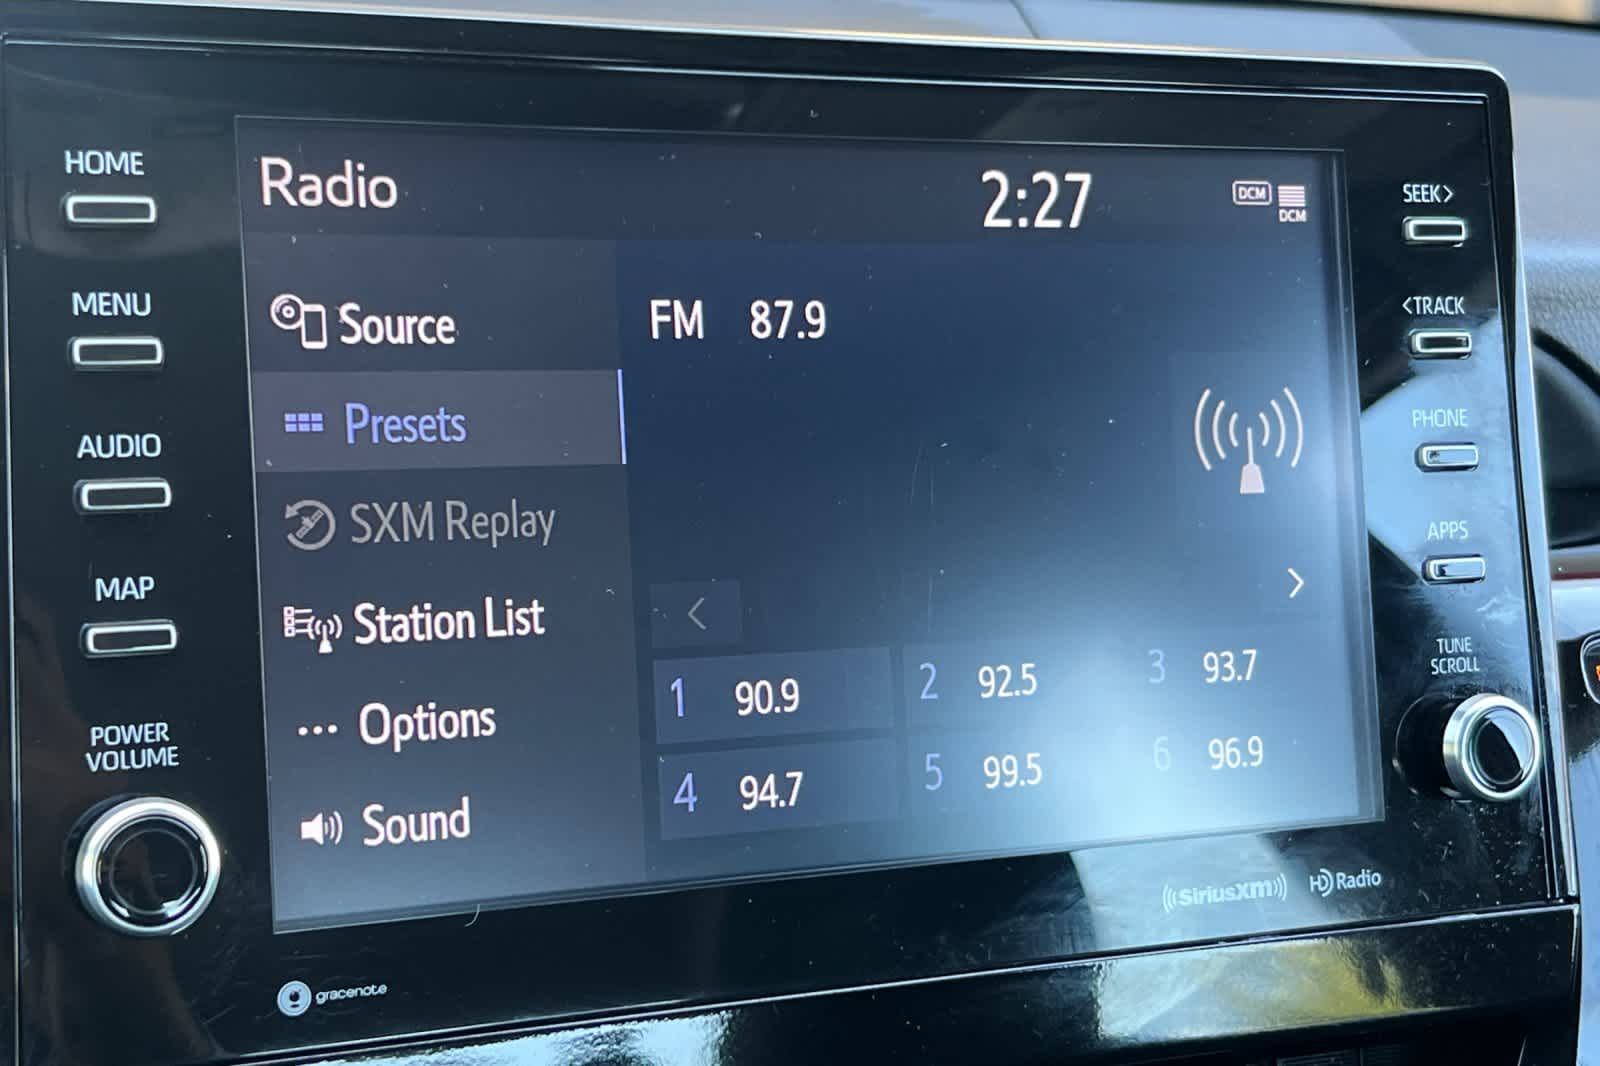 HOME
MENU
AUDIO
MAP
POWER
VOLUME
Radio
2:27
DCM
DCM
Source
Presets
SXM Replay
Station List
Options
Sound
FM 87.9
<
>
1 90.9
2 92.5
3 93.7
4 94.7
5 99.5
6 96.9
SEEK>
<TRACK
PHONE
APPS
TUNE
SCROLL
gracenote
SiriusXM
HD Radio